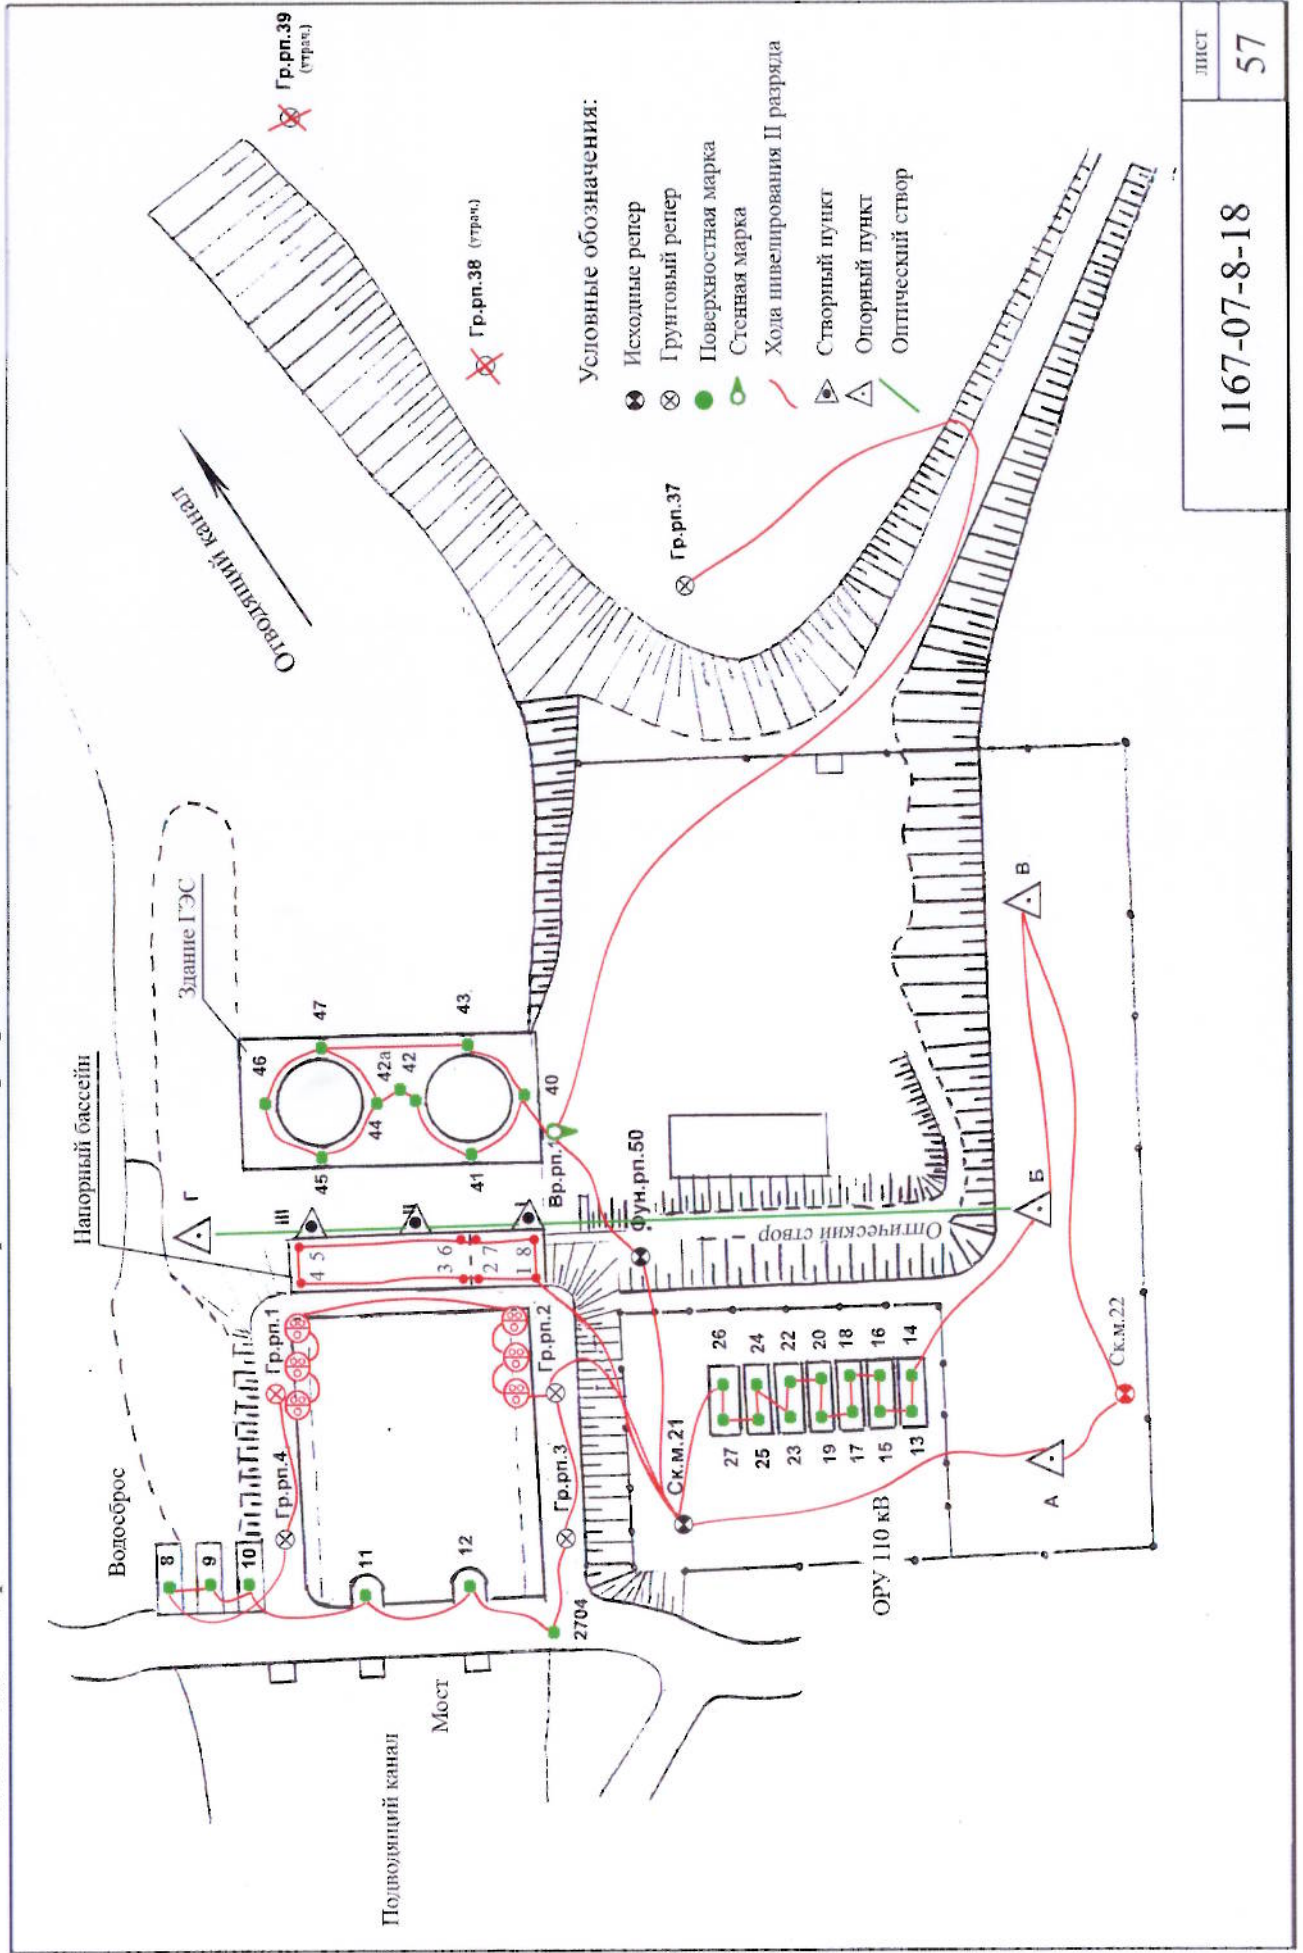 Гр.рп.39
(утрач.)
Гр.рп.38 (утрач.)
Отводящий канал
Условные обозначения:
Исходные репер
Грунтовый репер
Поверхностная марка
Стенная марка
Хода нивелирования II разряда
Створный пункт
Опорный пункт
Оптический створ
Гр.рп.37
Здание ГЭС
Напорный бассейн
Водосброс
46
47
42а
42
43
44
45
41
40
Г
III
II
I
Вр.рп.1
Фун.рп.50
4 5
3 6
2 7
1 8
Гр.рп.1
Гр.рп.2
Гр.рп.4
Гр.рп.3
8
9
10
11
12
2704
Мост
Подводящий канал
Оптический створ
Ск.м.21
26
24
22
20
18
16
14
27
25
23
19
17
15
13
ОРУ 110 кВ
А
Б
В
Ск.м.22
1167-07-8-18
лист
57